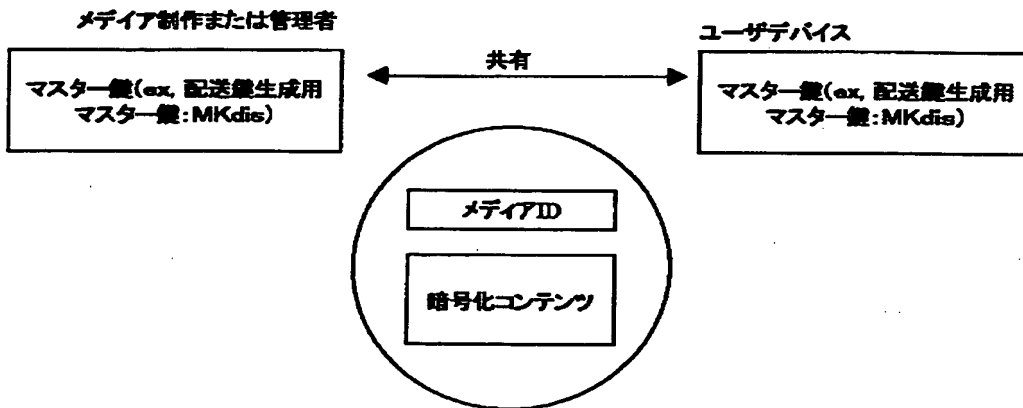 メデイア制作または管理者
ユーザデバイス
共有
マスター鍵(ex, 配送鍵生成用
マスター鍵:MKdis)
マスター鍵(ex, 配送鍵生成用
マスター鍵:MKdis)
メディアID
暗号化コンテンツ